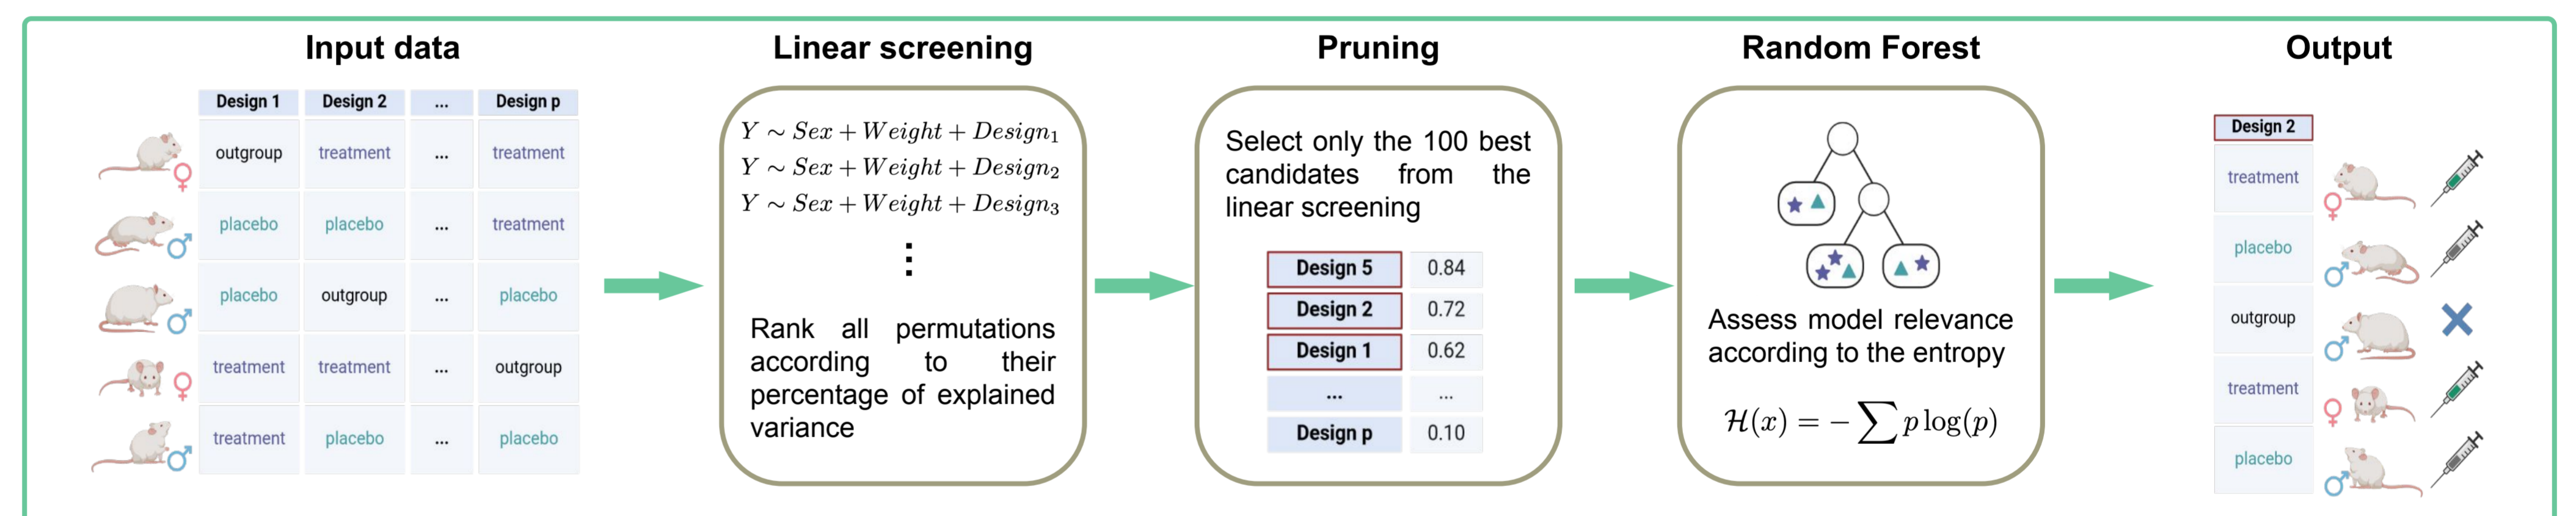 Input data
Linear screening
Pruning
Random Forest
Output
Design 1 Design 2 ... Design p
outgroup treatment ... treatment
♀
placebo placebo ... treatment
♂
placebo outgroup ... placebo
♂
treatment treatment ... outgroup
♀
treatment placebo ... placebo
♂
Y ∼ Sex + Weight + Design₁
Y ∼ Sex + Weight + Design₂
Y ∼ Sex + Weight + Design₃
⋮
Rank all permutations
according to their
percentage of explained
variance
Select only the 100 best
candidates from the
linear screening
Design 5 0.84
Design 2 0.72
Design 1 0.62
... ...
Design p 0.10
Assess model relevance
according to the entropy
ℋ(x) = − ∑ p log(p)
Design 2
treatment
♀
placebo
♂
outgroup
♂
treatment
♀
placebo
♂